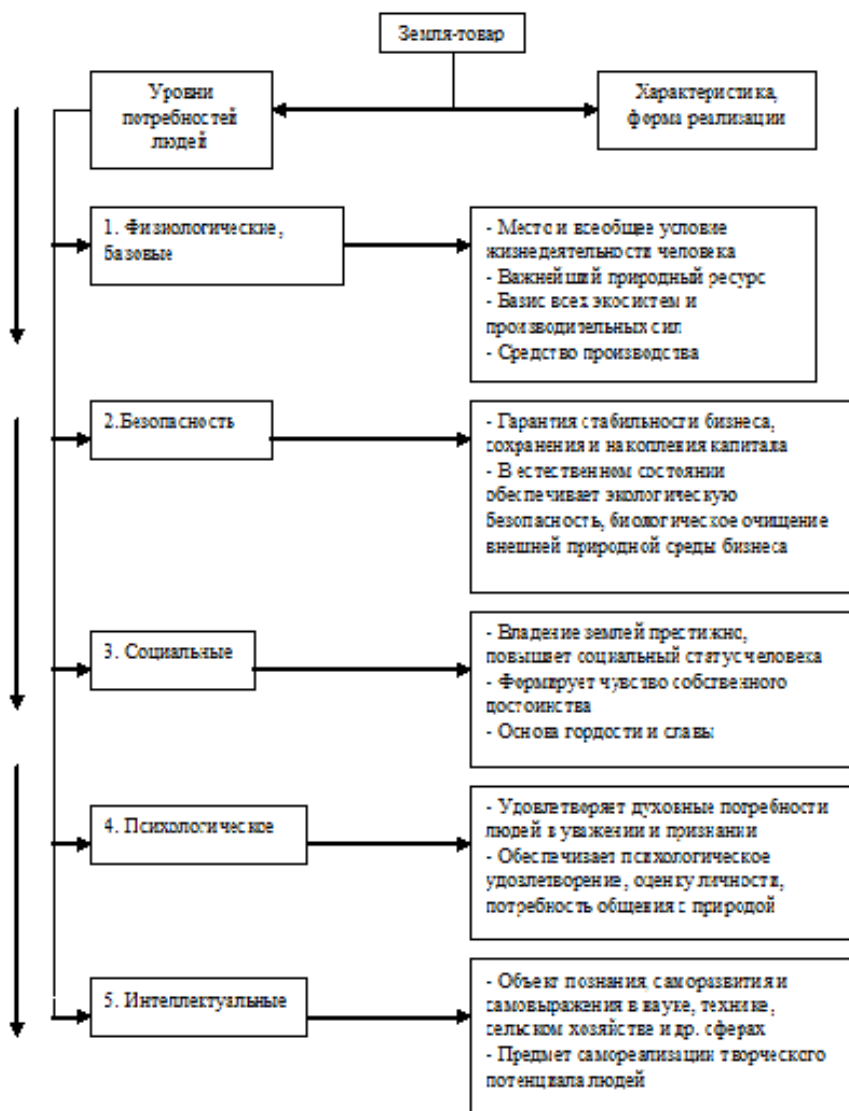 Земля-товар
Уровни
потребностей
людей
Характеристика,
форма реализации
1. Физиологические,
базовые
- Место и всеобщее условие
жизнедеятельности человека
- Важнейший природный ресурс
- Базис всех экосистем и
производительных сил
- Средство производства
2.Безопасность
- Гарантия стабильности бизнеса,
сохранения и накопления капитала
- В естественном состоянии
обеспечивает экологическую
безопасность, биологическое очищение
внешней природной среды бизнеса
3. Социальные
- Владение землей престижно,
повышает социальный статус человека
- Формирует чувство собственного
достоинства
- Основа гордости и славы
4. Психологическое
- Удовлетворяет духовные потребности
людей в уважении и признании
- Обеспечивает психологическое
удовлетворение, оценку личности,
потребность общения с природой
5. Интеллектуальные
- Объект познания, саморазвития и
самовыражения в науке, технике,
сельском хозяйстве и др. сферах
- Предмет самореализации творческого
потенциала людей